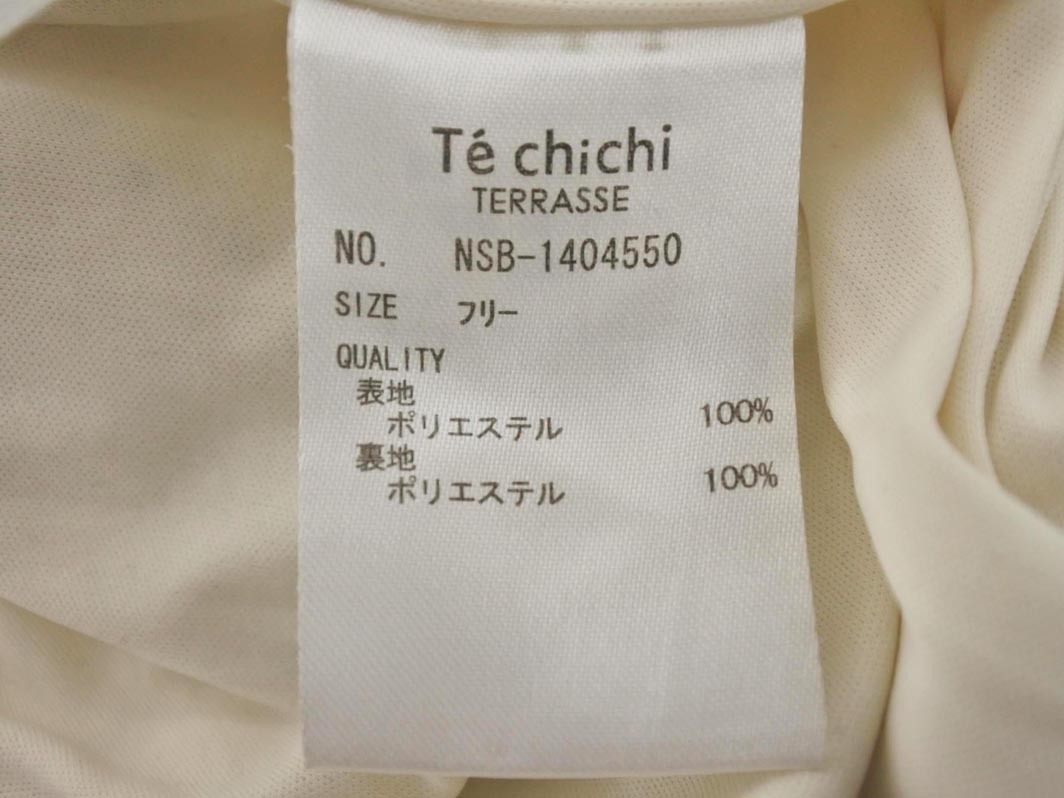 Té chichi
TERRASSE
NO. NSB-1404550
SIZE フリー
QUALITY
表地
ポリエステル 100%
裏地
ポリエステル 100%